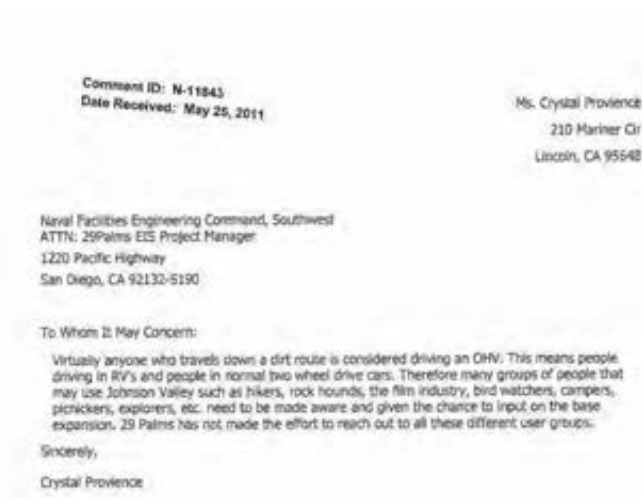 Comment ID: N-11843
Date Received: May 25, 2011
Ms. Crystal Provience
210 Mariner Cir
Lincoln, CA 95648
Naval Facilities Engineering Command, Southwest
ATTN: 29Palms EIS Project Manager
1220 Pacific Highway
San Diego, CA 92132-5190
To Whom It May Concern:
Virtually anyone who travels down a dirt route is considered driving an OHV. This means people
driving in RV's and people in normal two wheel drive cars. Therefore many groups of people that
may use Johnson Valley such as hikers, rock hounds, the film industry, bird watchers, campers,
picnickers, explorers, etc. need to be made aware and given the chance to input on the base
expansion. 29 Palms has not made the effort to reach out to all these different user groups.
Sincerely,
Crystal Provience